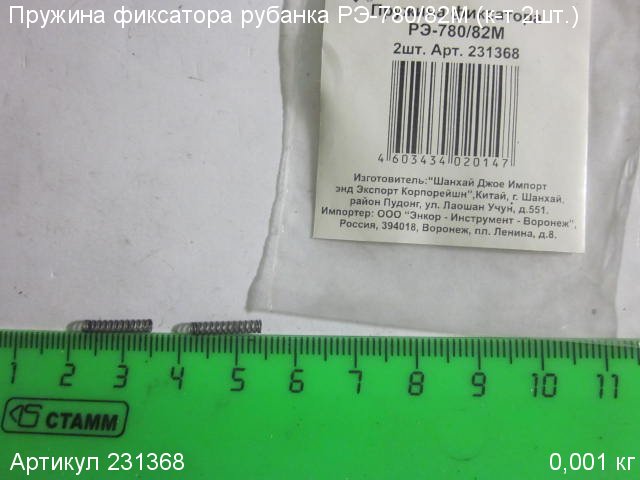 Пружина фиксатора рубанка РЭ-780/82М (к-т 2шт.)
РЭ-780/82М
2шт. Арт. 231368
4 603434 020147
Изготовитель:"Шанхай Джое Импорт
энд Экспорт Корпорейшн",Китай, г. Шанхай,
район Пудонг, ул. Лаошан Учун, д.551.
Импортер: ООО "Энкор - Инструмент - Воронеж",
Россия, 394018, Воронеж, пл. Ленина, д.8.
1 2 3 4 5 6 7 8 9 10 11
СТАММ
Артикул 231368
0,001 кг